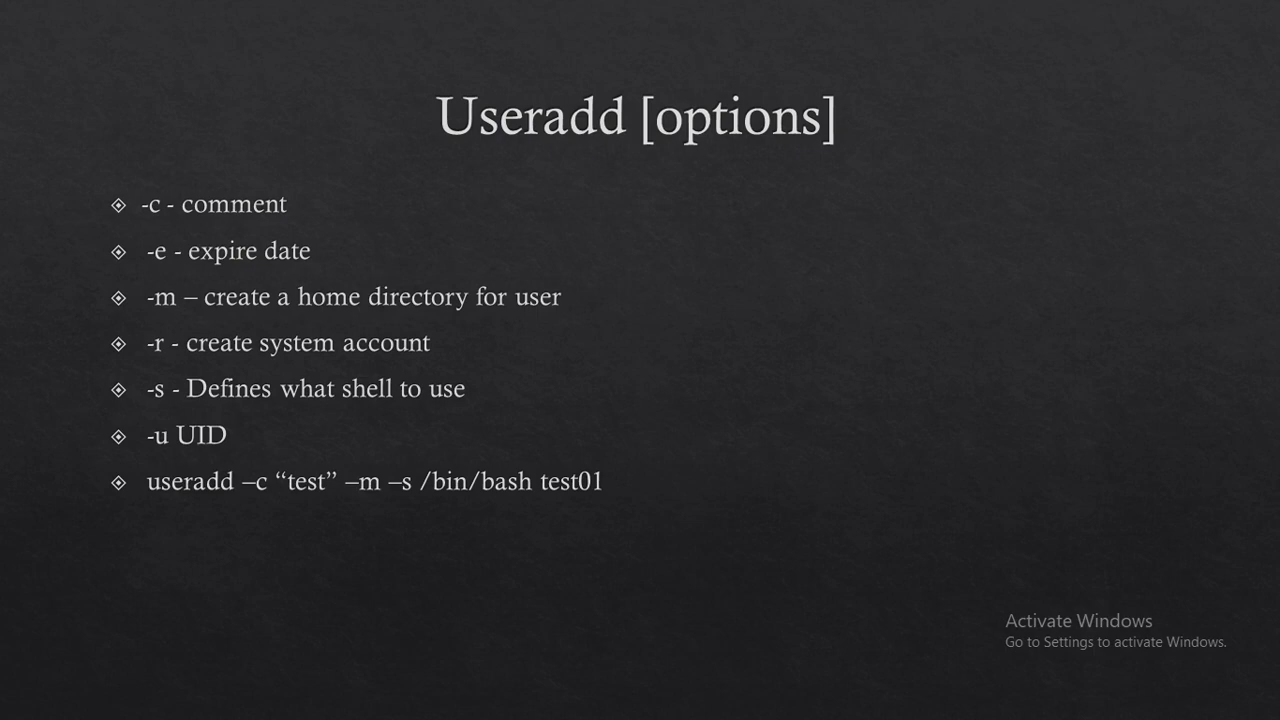 Useradd [options]
-c - comment
-e - expire date
-m – create a home directory for user
-r - create system account
-s - Defines what shell to use
-u UID
useradd –c “test” –m –s /bin/bash test01
Activate Windows
Go to Settings to activate Windows.